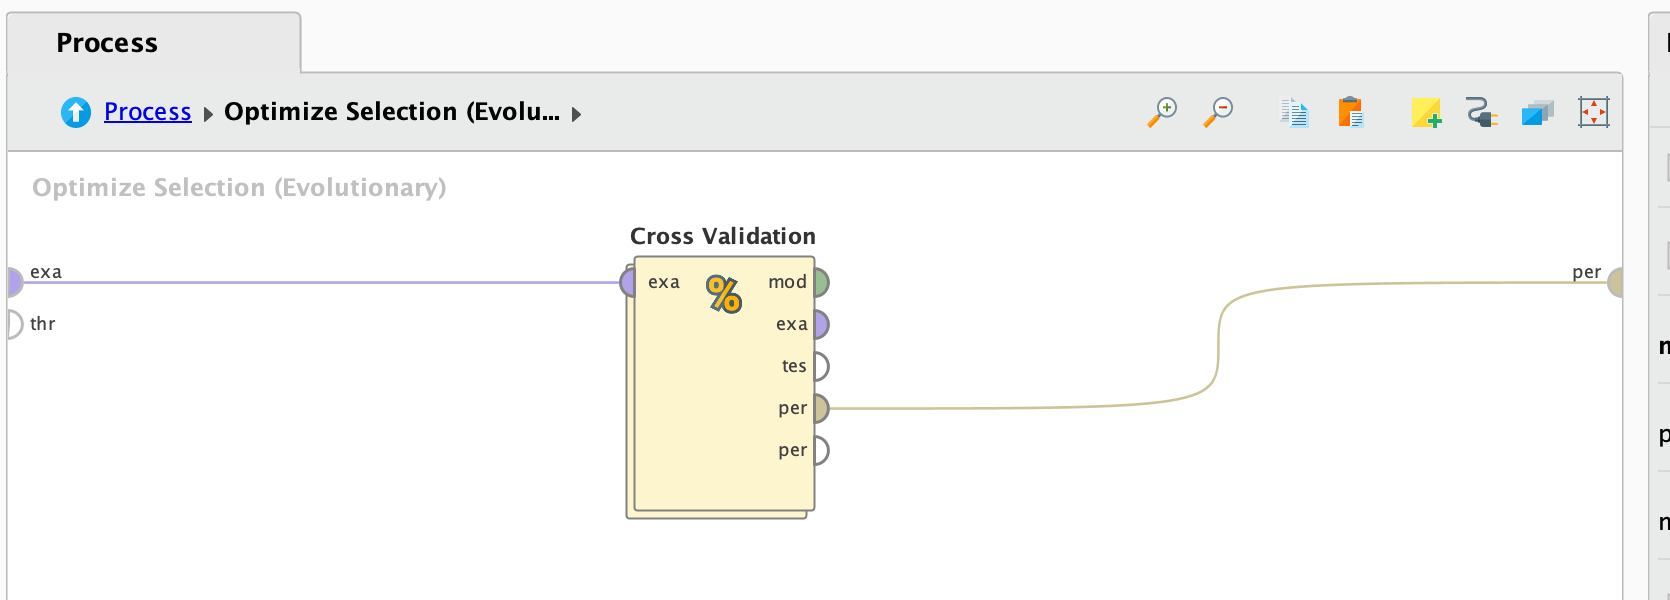 Process
Process Optimize Selection (Evolu...
Optimize Selection (Evolutionary)
Cross Validation
exa
thr
exa
mod
exa
tes
per
per
per